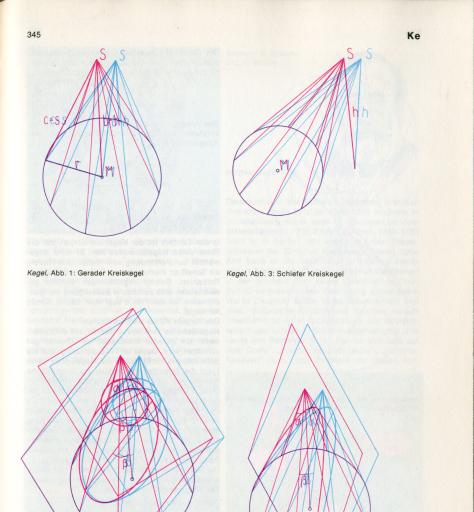 345
Ke
S S
S S
h h
r
M
M
Kegel, Abb. 1: Gerader Kreiskegel
Kegel, Abb. 3: Schiefer Kreiskegel